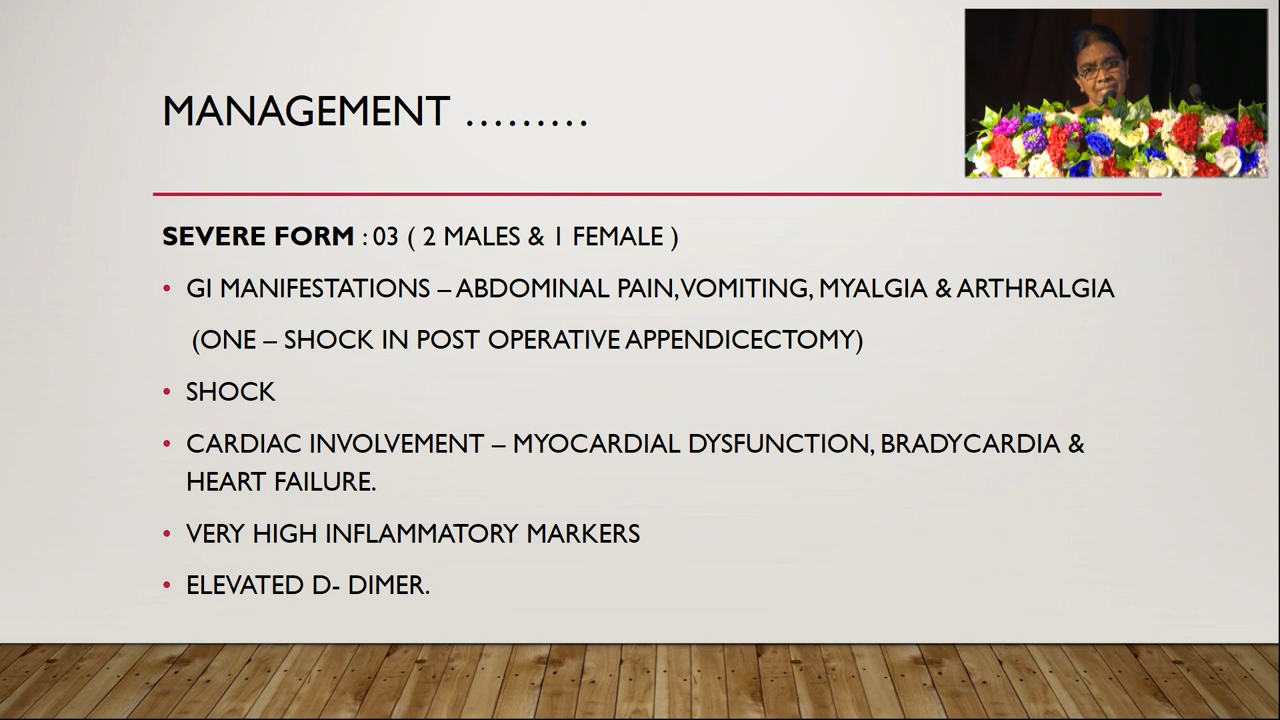 MANAGEMENT .........
SEVERE FORM : 03 ( 2 MALES & 1 FEMALE )
• GI MANIFESTATIONS – ABDOMINAL PAIN, VOMITING, MYALGIA & ARTHRALGIA
(ONE – SHOCK IN POST OPERATIVE APPENDICECTOMY)
• SHOCK
• CARDIAC INVOLVEMENT – MYOCARDIAL DYSFUNCTION, BRADYCARDIA &
HEART FAILURE.
• VERY HIGH INFLAMMATORY MARKERS
• ELEVATED D- DIMER.